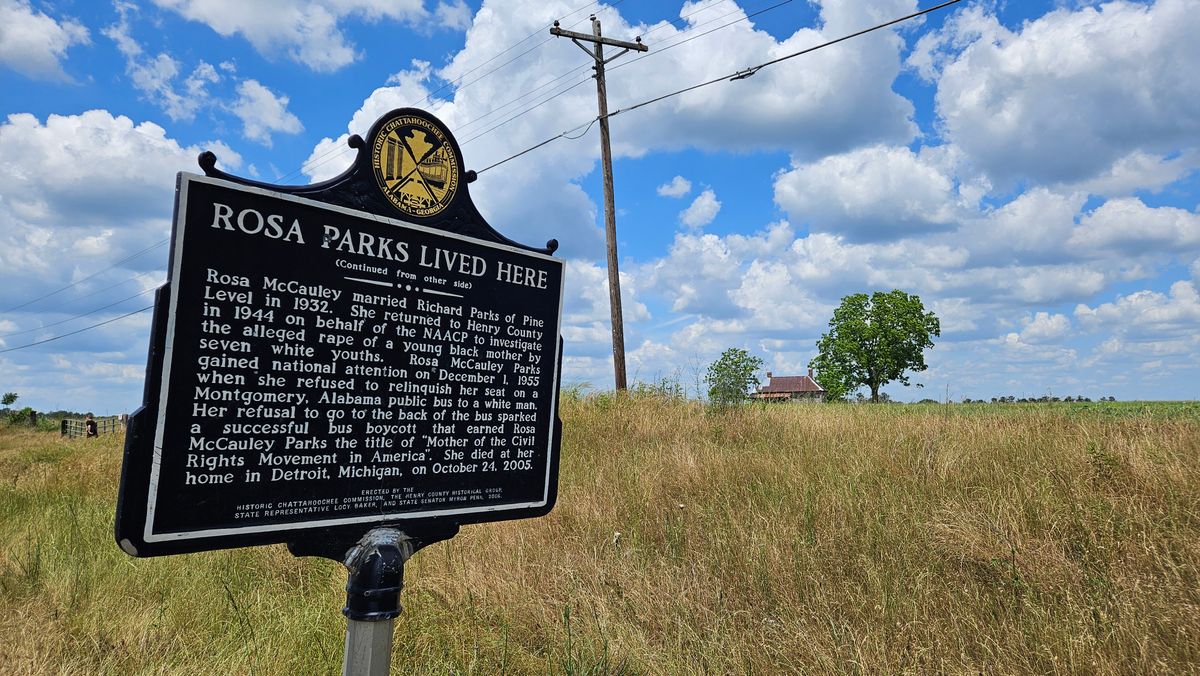 HISTORIC CHATTAHOOCHEE COMMISSION
ALABAMA-GEORGIA
ROSA PARKS LIVED HERE
(Continued from other side)
Rosa McCauley married Richard Parks of Pine
Level in 1932. She returned to Henry County
in 1944 on behalf of the NAACP to investigate
the alleged rape of a young black mother by
seven white youths. Rosa McCauley Parks
gained national attention on December 1, 1955
when she refused to relinquish her seat on a
Montgomery, Alabama public bus to a white man.
Her refusal to go to the back of the bus sparked
a successful bus boycott that earned Rosa
McCauley Parks the title of "Mother of the Civil
Rights Movement in America". She died at her
home in Detroit, Michigan, on October 24, 2005.
ERECTED BY THE
HISTORIC CHATTAHOOCHEE COMMISSION, THE HENRY COUNTY HISTORICAL GROUP,
STATE REPRESENTATIVE LOCY BAKER, AND STATE SENATOR MYRON PENN, 2006.